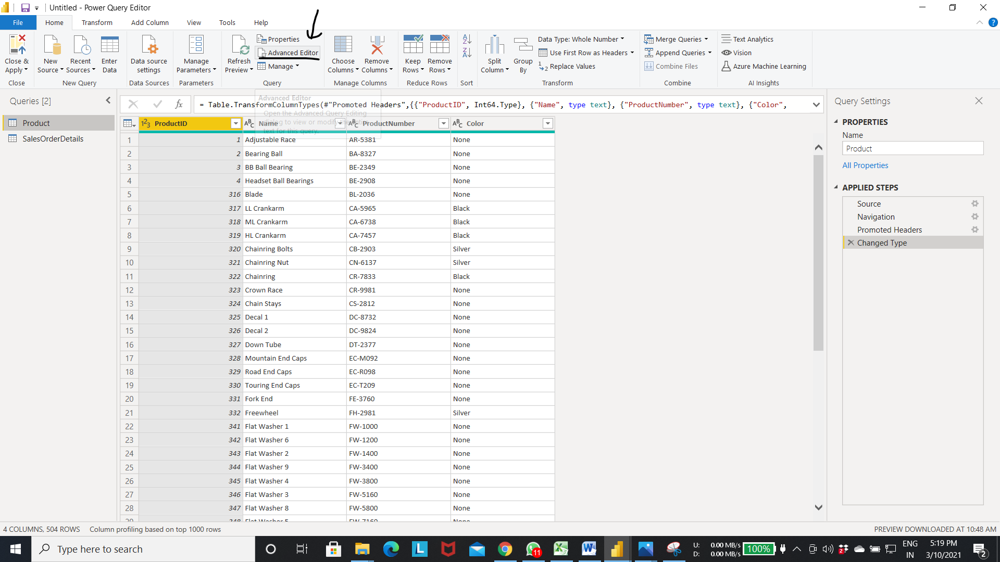 Untitled - Power Query Editor
File Home Transform Add Column View Tools Help
Close & Apply
Close
New Source
Recent Sources
Enter Data
New Query
Data source settings
Data Sources
Manage Parameters
Parameters
Refresh Preview
Properties
Advanced Editor
Manage
Query
Choose Columns
Remove Columns
Manage Columns
Keep Rows
Remove Rows
Reduce Rows
Sort
Split Column
Group By
Data Type: Whole Number
Use First Row as Headers
Replace Values
Transform
Merge Queries
Append Queries
Combine Files
Combine
Text Analytics
Vision
Azure Machine Learning
AI Insights
Queries [2]
Product
SalesOrderDetails
= Table.TransformColumnTypes(#"Promoted Headers",{{"ProductID", Int64.Type}, {"Name", type text}, {"ProductNumber", type text}, {"Color",
Advanced Editor
Open the Advanced Query Editing
dialog to view or modify the entire
text for this query.
ProductID Name ProductNumber Color
1 1 Adjustable Race AR-5381 None
2 2 Bearing Ball BA-8327 None
3 3 BB Ball Bearing BE-2349 None
4 4 Headset Ball Bearings BE-2908 None
5 316 Blade BL-2036 None
6 317 LL Crankarm CA-5965 Black
7 318 ML Crankarm CA-6738 Black
8 319 HL Crankarm CA-7457 Black
9 320 Chainring Bolts CB-2903 Silver
10 321 Chainring Nut CN-6137 Silver
11 322 Chainring CR-7833 Black
12 323 Crown Race CR-9981 None
13 324 Chain Stays CS-2812 None
14 325 Decal 1 DC-8732 None
15 326 Decal 2 DC-9824 None
16 327 Down Tube DT-2377 None
17 328 Mountain End Caps EC-M092 None
18 329 Road End Caps EC-R098 None
19 330 Touring End Caps EC-T209 None
20 331 Fork End FE-3760 None
21 332 Freewheel FH-2981 Silver
22 341 Flat Washer 1 FW-1000 None
23 342 Flat Washer 6 FW-1200 None
24 343 Flat Washer 2 FW-1400 None
25 344 Flat Washer 9 FW-3400 None
26 345 Flat Washer 4 FW-3800 None
27 346 Flat Washer 3 FW-5160 None
28 347 Flat Washer 8 FW-5800 None
29 348 Flat Washer 5 FW-7160 None
Query Settings
PROPERTIES
Name
Product
All Properties
APPLIED STEPS
Source
Navigation
Promoted Headers
Changed Type
4 COLUMNS, 504 ROWS Column profiling based on top 1000 rows
PREVIEW DOWNLOADED AT 10:48 AM
Type here to search
11
U: 0.00 MB/s
D: 0.00 MB/s
100%
2
ENG
IN
5:19 PM
3/10/2021
2